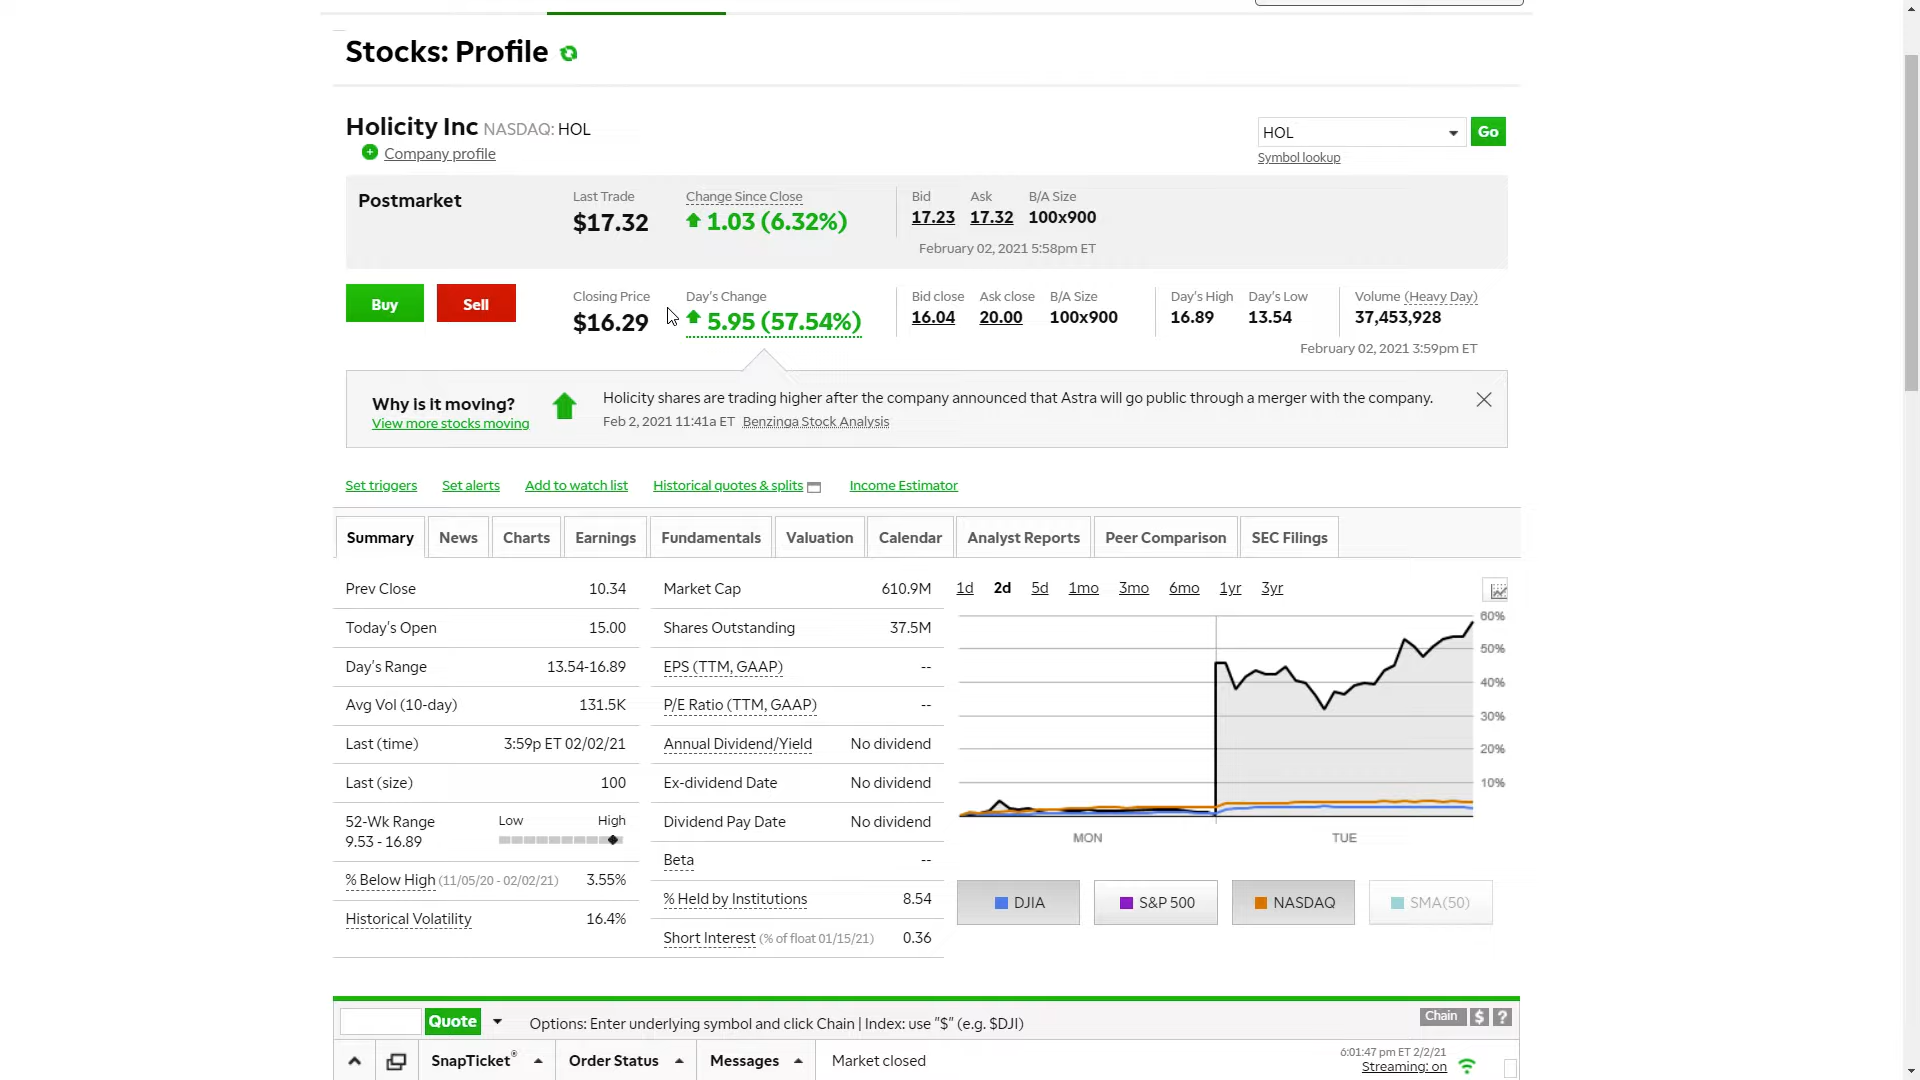 Stocks: Profile
Holicity Inc NASDAQ: HOL
Company profile
HOL
Go
Symbol lookup
Postmarket
Last Trade
$17.32
Change Since Close
1.03 (6.32%)
Bid Ask B/A Size
17.23 17.32 100x900
February 02, 2021 5:58pm ET
Buy
Sell
Closing Price
$16.29
Day's Change
5.95 (57.54%)
Bid close Ask close B/A Size
16.04 20.00 100x900
Day's High Day's Low
16.89 13.54
Volume (Heavy Day)
37,453,928
February 02, 2021 3:59pm ET
Why is it moving?
View more stocks moving
Holicity shares are trading higher after the company announced that Astra will go public through a merger with the company.
Feb 2, 2021 11:41a ET Benzinga Stock Analysis
Set triggers Set alerts Add to watch list Historical quotes & splits Income Estimator
Summary News Charts Earnings Fundamentals Valuation Calendar Analyst Reports Peer Comparison SEC Filings
Prev Close 10.34
Today's Open 15.00
Day's Range 13.54-16.89
Avg Vol (10-day) 131.5K
Last (time) 3:59p ET 02/02/21
Last (size) 100
52-Wk Range Low High
9.53 - 16.89
% Below High (11/05/20 - 02/02/21) 3.55%
Historical Volatility 16.4%
Market Cap 610.9M
Shares Outstanding 37.5M
EPS (TTM, GAAP) --
P/E Ratio (TTM, GAAP) --
Annual Dividend/Yield No dividend
Ex-dividend Date No dividend
Dividend Pay Date No dividend
Beta --
% Held by Institutions 8.54
Short Interest (% of float 01/15/21) 0.36
1d 2d 5d 1mo 3mo 6mo 1yr 3yr
60%
50%
40%
30%
20%
10%
MON TUE
DJIA S&P 500 NASDAQ SMA(50)
Quote
Options: Enter underlying symbol and click Chain | Index: use "$" (e.g. $DJI)
Chain $ ?
SnapTicket® Order Status Messages Market closed
6:01:47 pm ET 2/2/21
Streaming: on